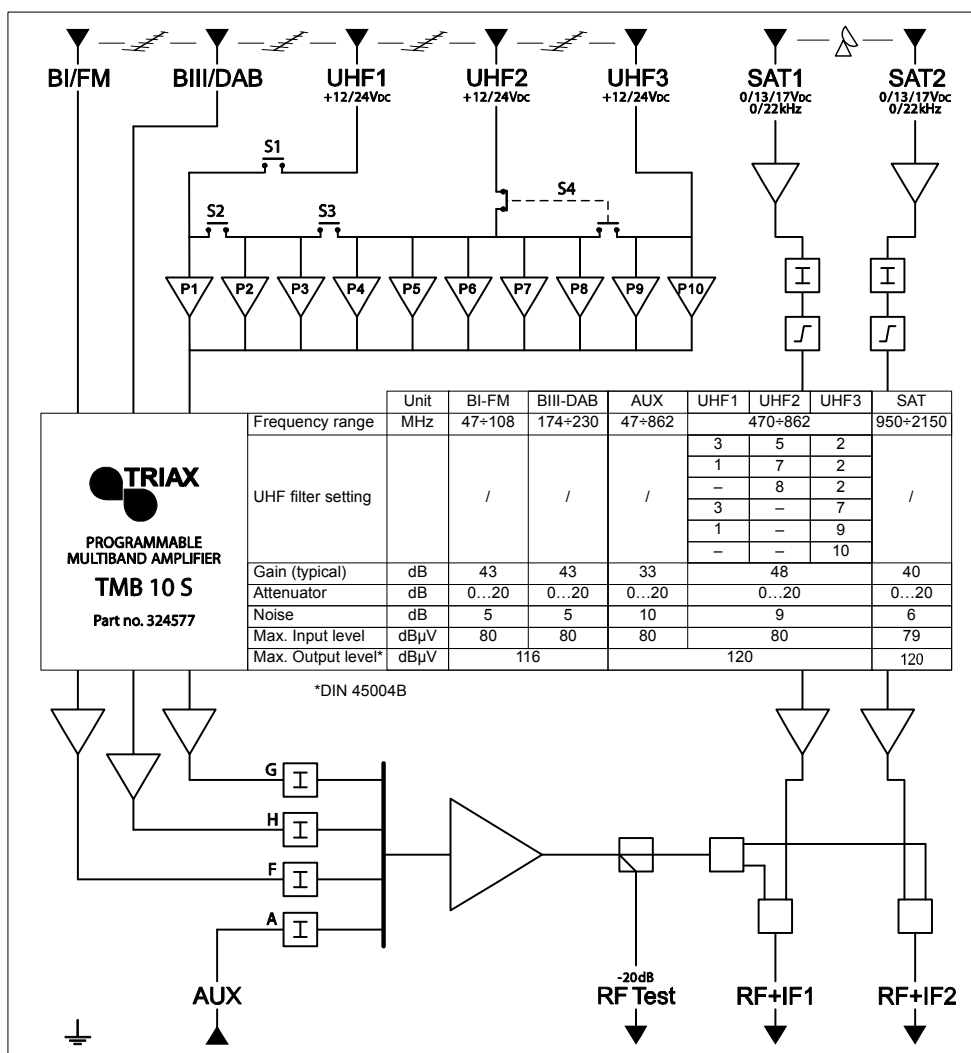 BI/FM BIII/DAB UHF1 UHF2 UHF3 SAT1 SAT2
+12/24VDC +12/24VDC +12/24VDC 0/13/17VDC 0/13/17VDC
0/22kHz 0/22kHz
S1
S4
S2 S3
P1 P2 P3 P4 P5 P6 P7 P8 P9 P10
TRIAX
PROGRAMMABLE
MULTIBAND AMPLIFIER
TMB 10 S
Part no. 324577
Unit BI-FM BIII-DAB AUX UHF1 UHF2 UHF3 SAT
Frequency range MHz 47÷108 174÷230 47÷862 470÷862 950÷2150
3 5 2
1 7 2
– 8 2
UHF filter setting / / / /
3 – 7
1 – 9
– – 10
Gain (typical) dB 43 43 33 48 40
Attenuator dB 0…20 0…20 0…20 0…20 0…20
Noise dB 5 5 10 9 6
Max. Input level dBµV 80 80 80 80 79
Max. Output level* dBµV 116 120 120
*DIN 45004B
G
H
F
A
-20dB
AUX RF Test RF+IF1 RF+IF2